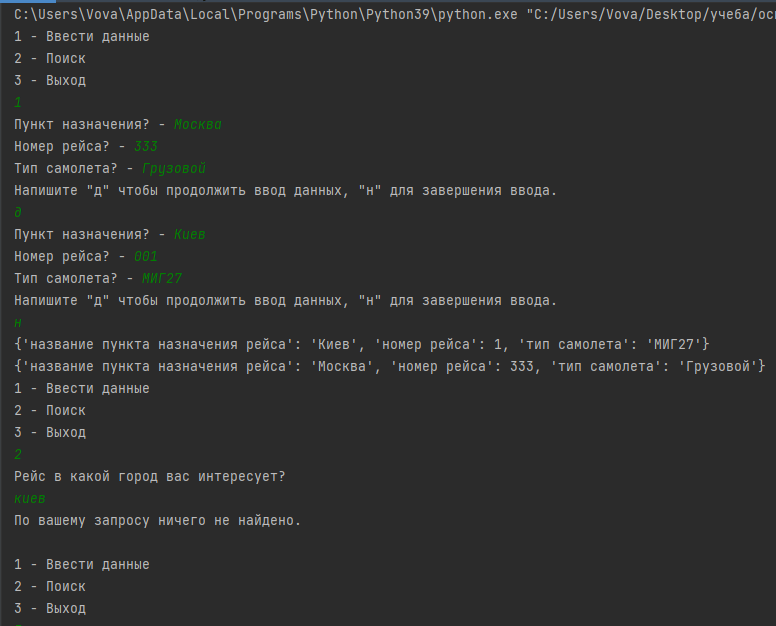 C:\Users\Vova\AppData\Local\Programs\Python\Python39\python.exe "C:/Users/Vova/Desktop/учеба/осн
1 - Ввести данные
2 - Поиск
3 - Выход
1
Пункт назначения? - Москва
Номер рейса? - 333
Тип самолета? - Грузовой
Напишите "д" чтобы продолжить ввод данных, "н" для завершения ввода.
д
Пункт назначения? - Киев
Номер рейса? - 001
Тип самолета? - МИГ27
Напишите "д" чтобы продолжить ввод данных, "н" для завершения ввода.
н
{'название пункта назначения рейса': 'Киев', 'номер рейса': 1, 'тип самолета': 'МИГ27'}
{'название пункта назначения рейса': 'Москва', 'номер рейса': 333, 'тип самолета': 'Грузовой'}
1 - Ввести данные
2 - Поиск
3 - Выход
2
Рейс в какой город вас интересует?
киев
По вашему запросу ничего не найдено.
1 - Ввести данные
2 - Поиск
3 - Выход